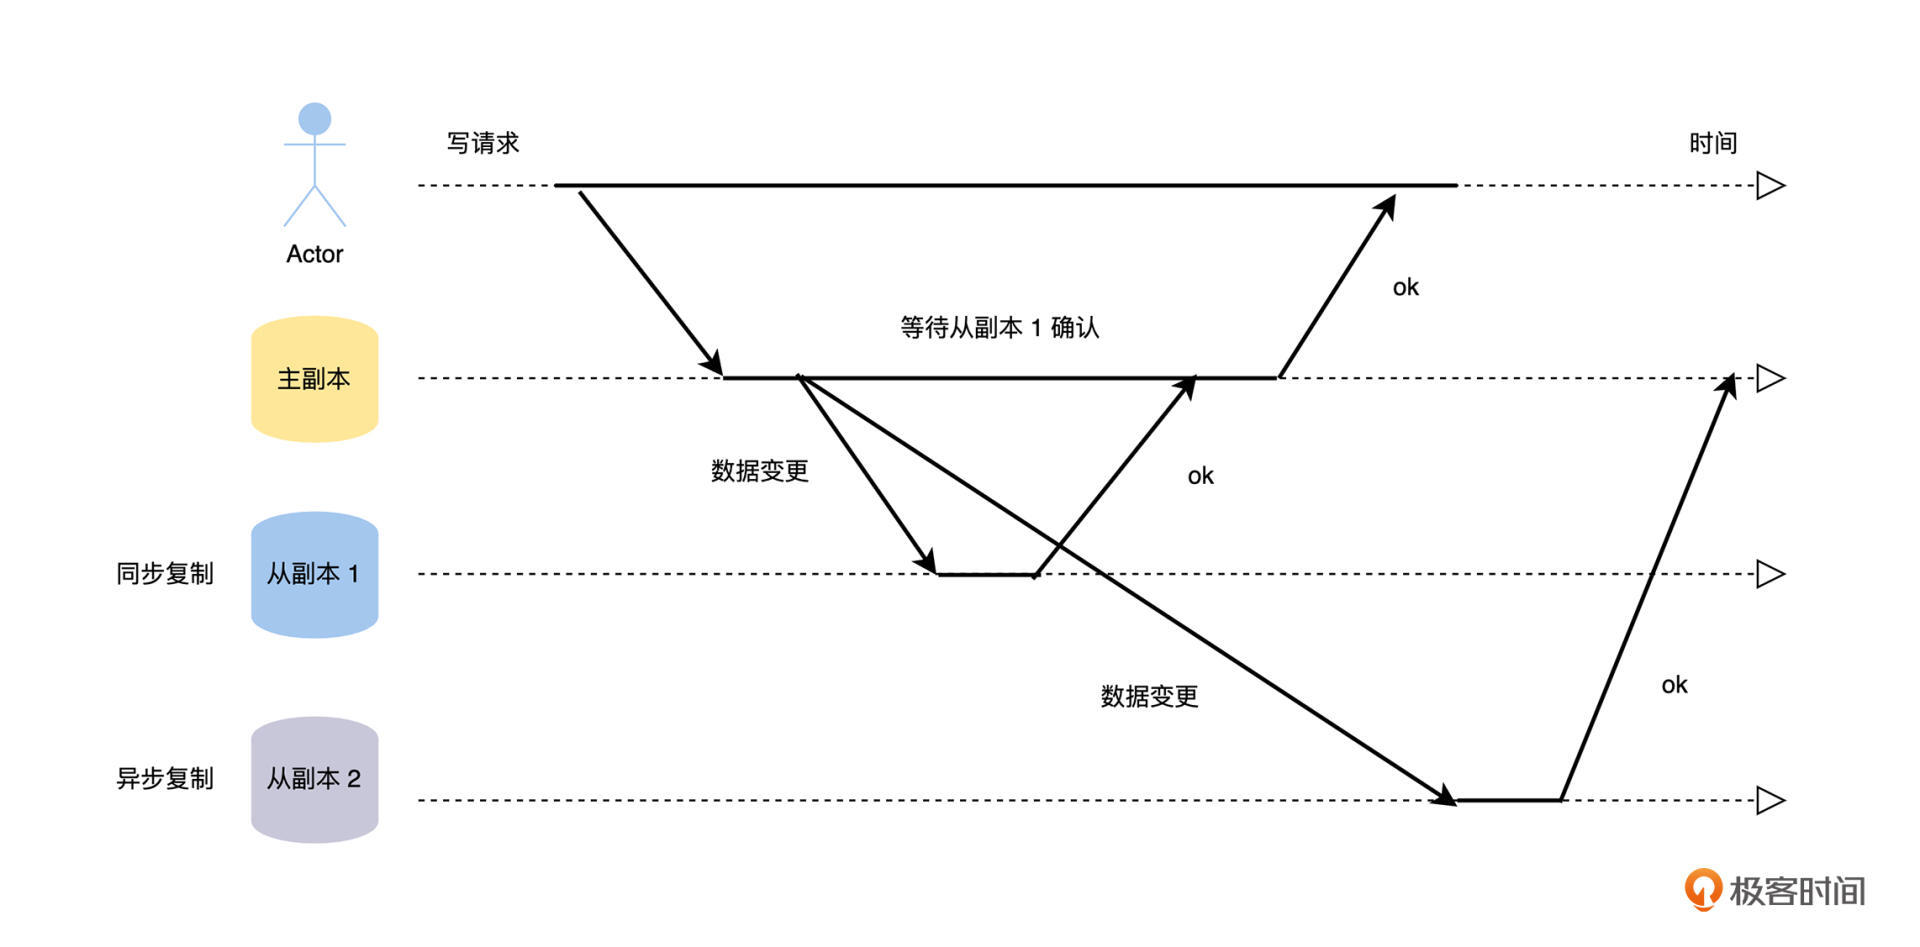 写请求
时间
Actor
ok
等待从副本 1 确认
主副本
数据变更
ok
同步复制
从副本 1
数据变更
ok
异步复制
从副本 2
极客时间